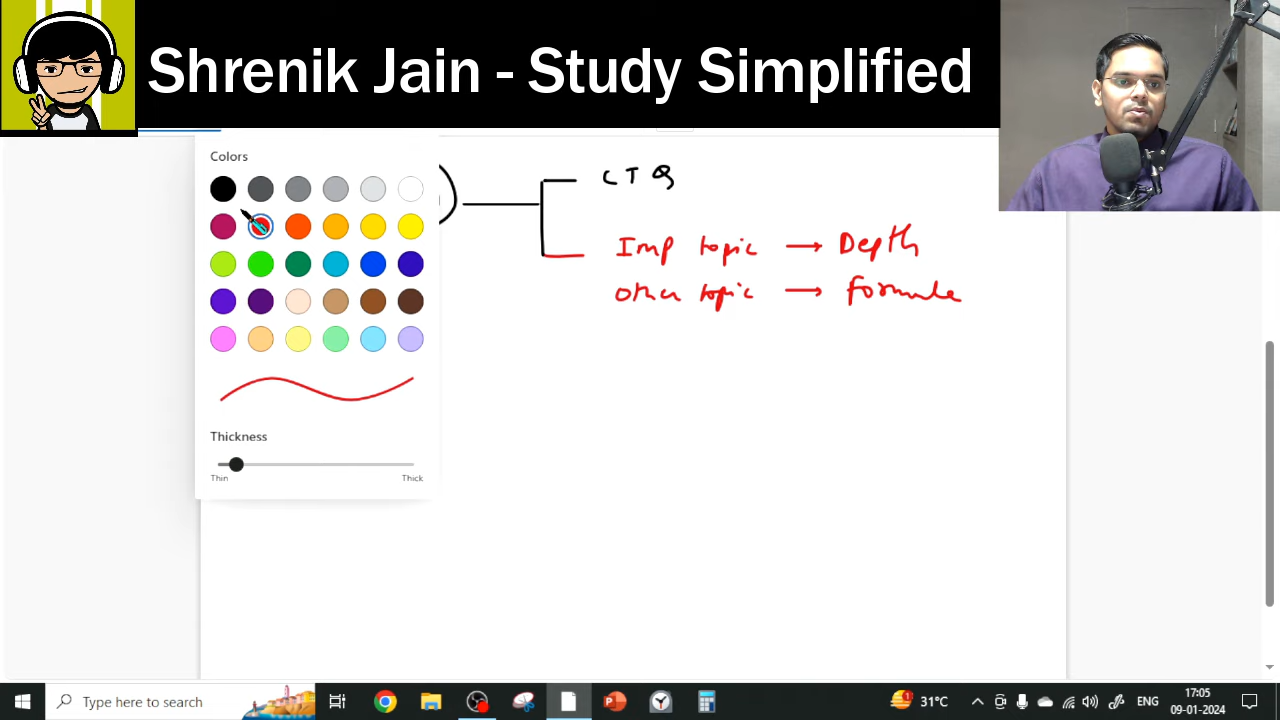 Shrenik Jain - Study Simplified
Colors
CTQ
Imp topic → Depth
Other topic → formula
Thickness
Thin Thick
Type here to search
1
31°C
ENG
17:05
09-01-2024